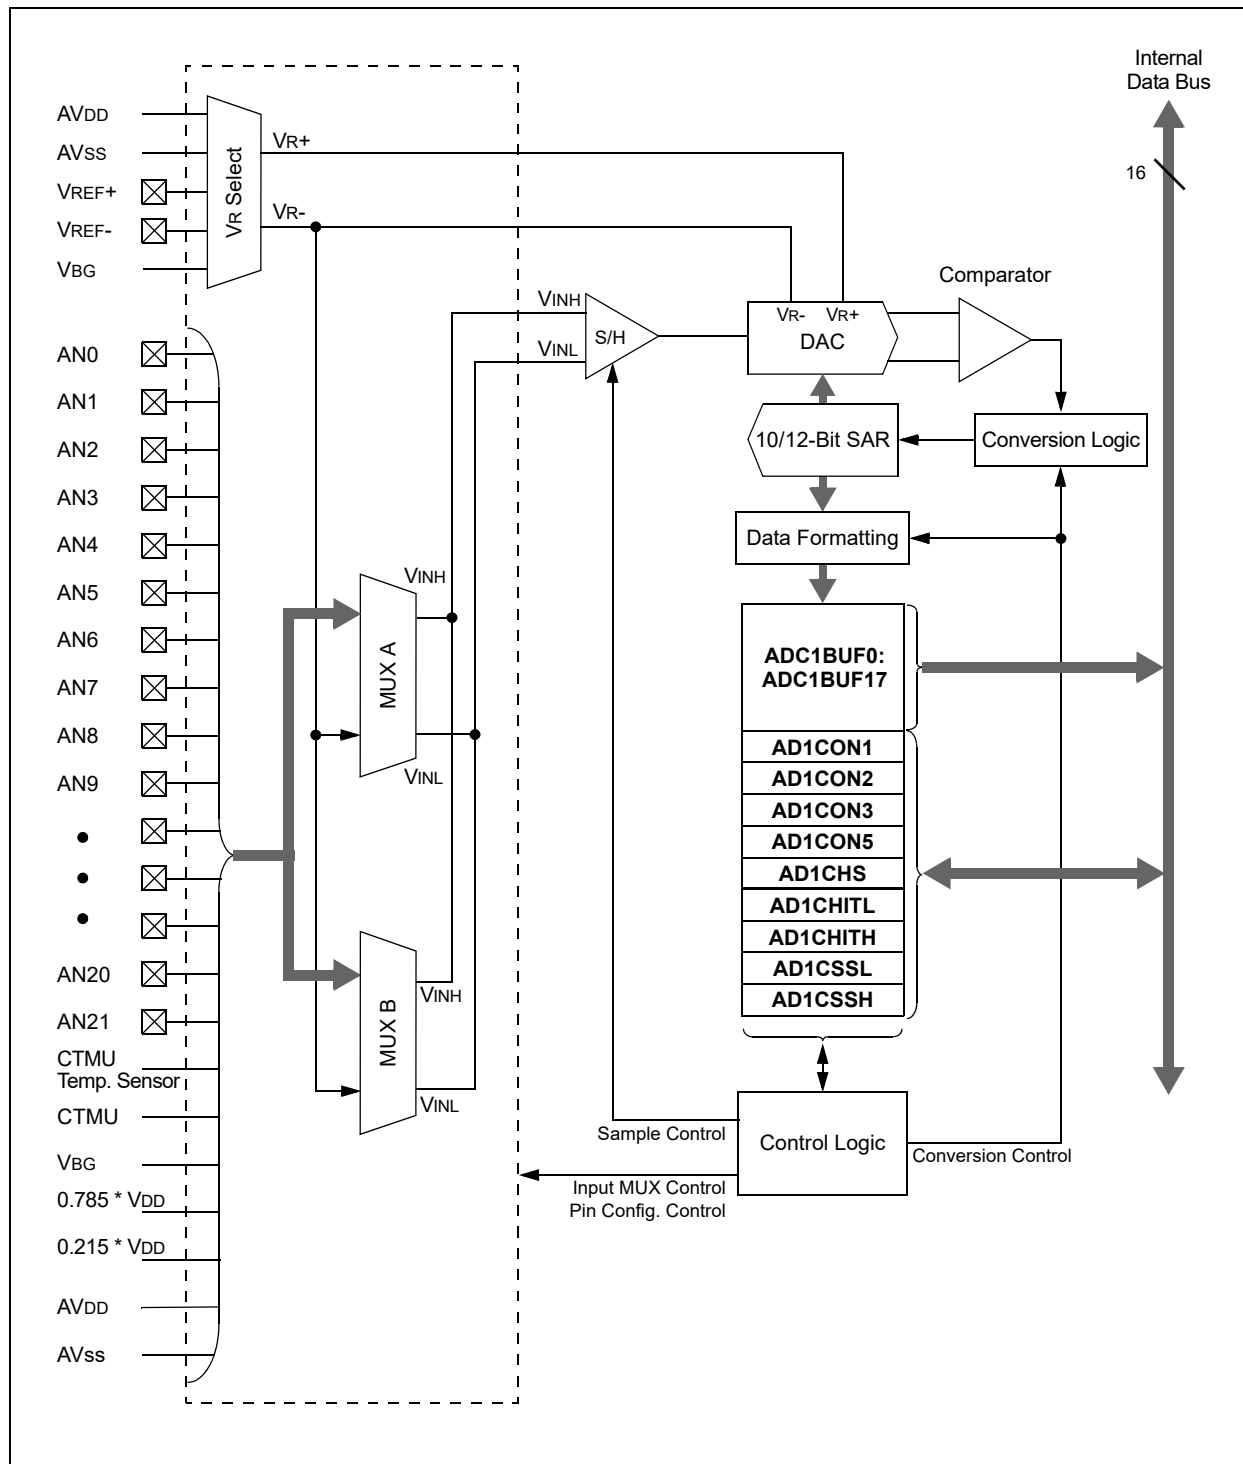 Internal
Data Bus
16
AVDD
AVSS
VREF+
VREF-
VBG
VR Select
VR+
VR-
AN0
AN1
AN2
AN3
AN4
AN5
AN6
AN7
AN8
AN9
AN20
AN21
CTMU
Temp. Sensor
CTMU
VBG
0.785 * VDD
0.215 * VDD
AVDD
AVss
MUX A
VINH
VINL
MUX B
VINH
VINL
VINH
VINL
S/H
VR- VR+
DAC
Comparator
10/12-Bit SAR
Conversion Logic
Data Formatting
ADC1BUF0:
ADC1BUF17
AD1CON1
AD1CON2
AD1CON3
AD1CON5
AD1CHS
AD1CHITL
AD1CHITH
AD1CSSL
AD1CSSH
Control Logic
Sample Control
Conversion Control
Input MUX Control
Pin Config. Control